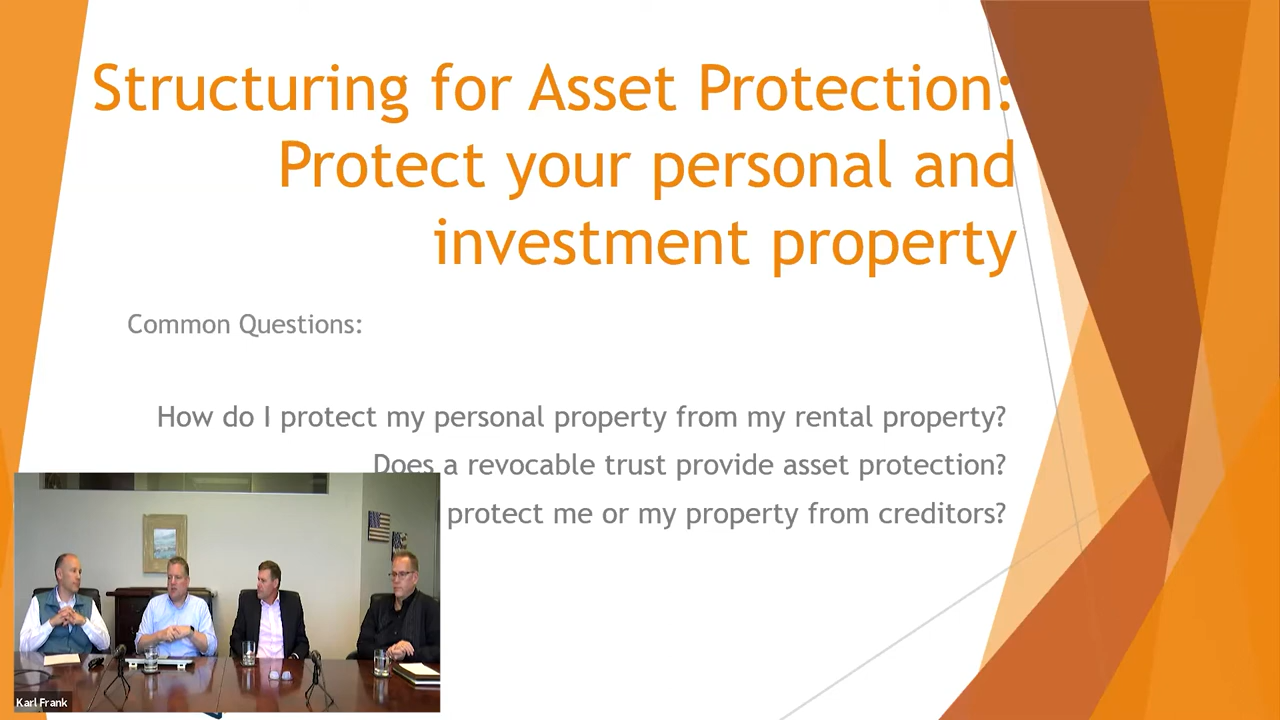 Structuring for Asset Protection:
Protect your personal and
investment property
Common Questions:
How do I protect my personal property from my rental property?
Does a revocable trust provide asset protection?
protect me or my property from creditors?
Karl Frank